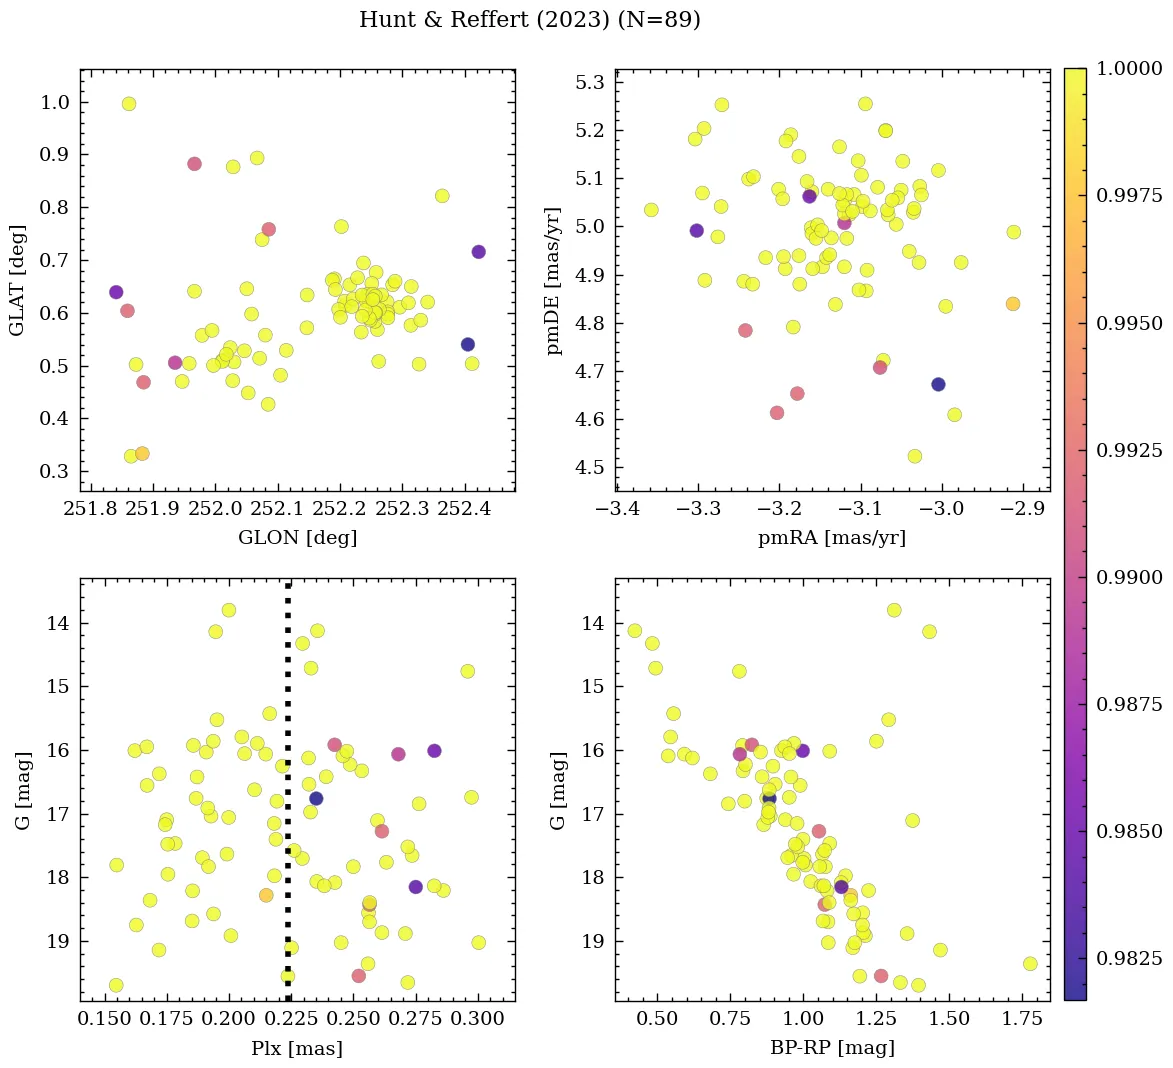 Hunt & Reffert (2023) (N=89)
1.0
0.9
0.8
0.7
0.6
0.5
0.4
0.3
GLAT [deg]
251.8 251.9 252.0 252.1 252.2 252.3 252.4
GLON [deg]
5.3
5.2
5.1
5.0
4.9
4.8
4.7
4.6
4.5
pmDE [mas/yr]
−3.4 −3.3 −3.2 −3.1 −3.0 −2.9
pmRA [mas/yr]
14
15
16
17
18
19
G [mag]
0.150 0.175 0.200 0.225 0.250 0.275 0.300
Plx [mas]
14
15
16
17
18
19
G [mag]
0.50 0.75 1.00 1.25 1.50 1.75
BP-RP [mag]
1.0000
0.9975
0.9950
0.9925
0.9900
0.9875
0.9850
0.9825